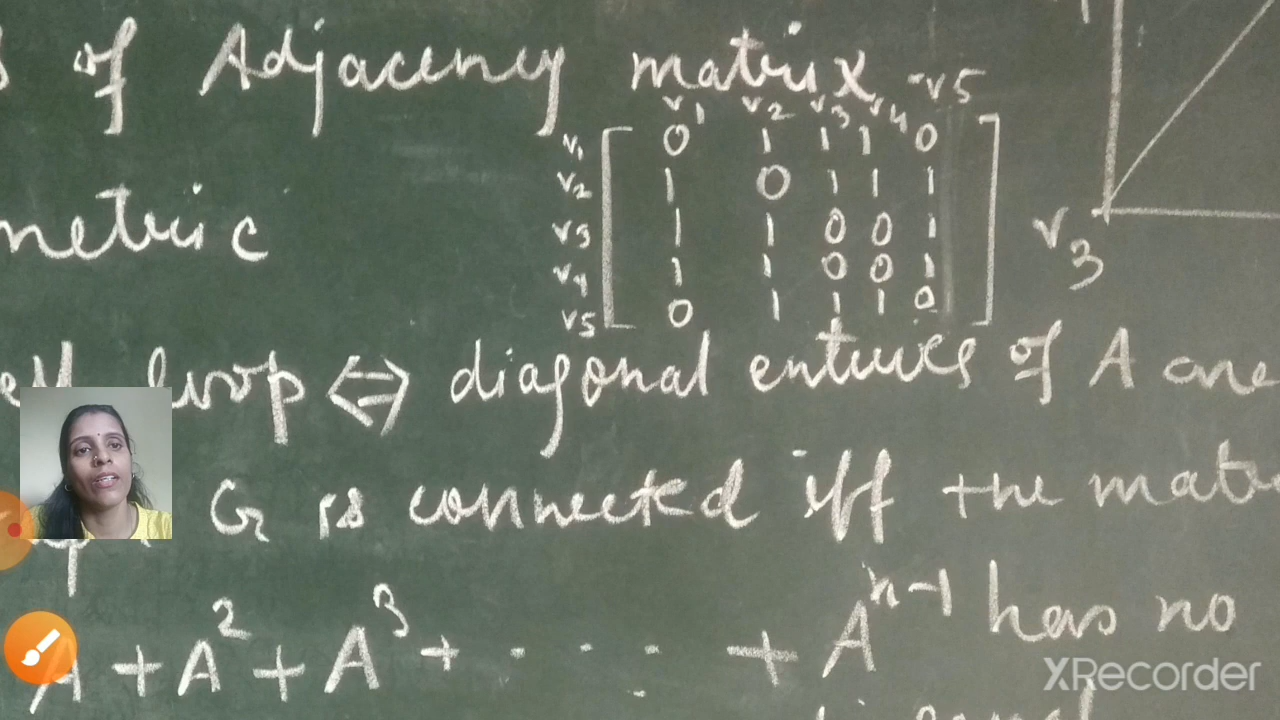 of Adjacency matrix
v1 v2 v3 v4 v5
v1 0 1 1 1 0
v2 1 0 1 1 1
v3 1 1 0 0 1
v4 1 1 0 0 1
v5 0 1 1 1 0
v3
metric
loop ⇔ diagonal entries of A are
G is connected iff the mat
A + A² + A³ + ... + Aⁿ⁻¹ has no
XRecorder